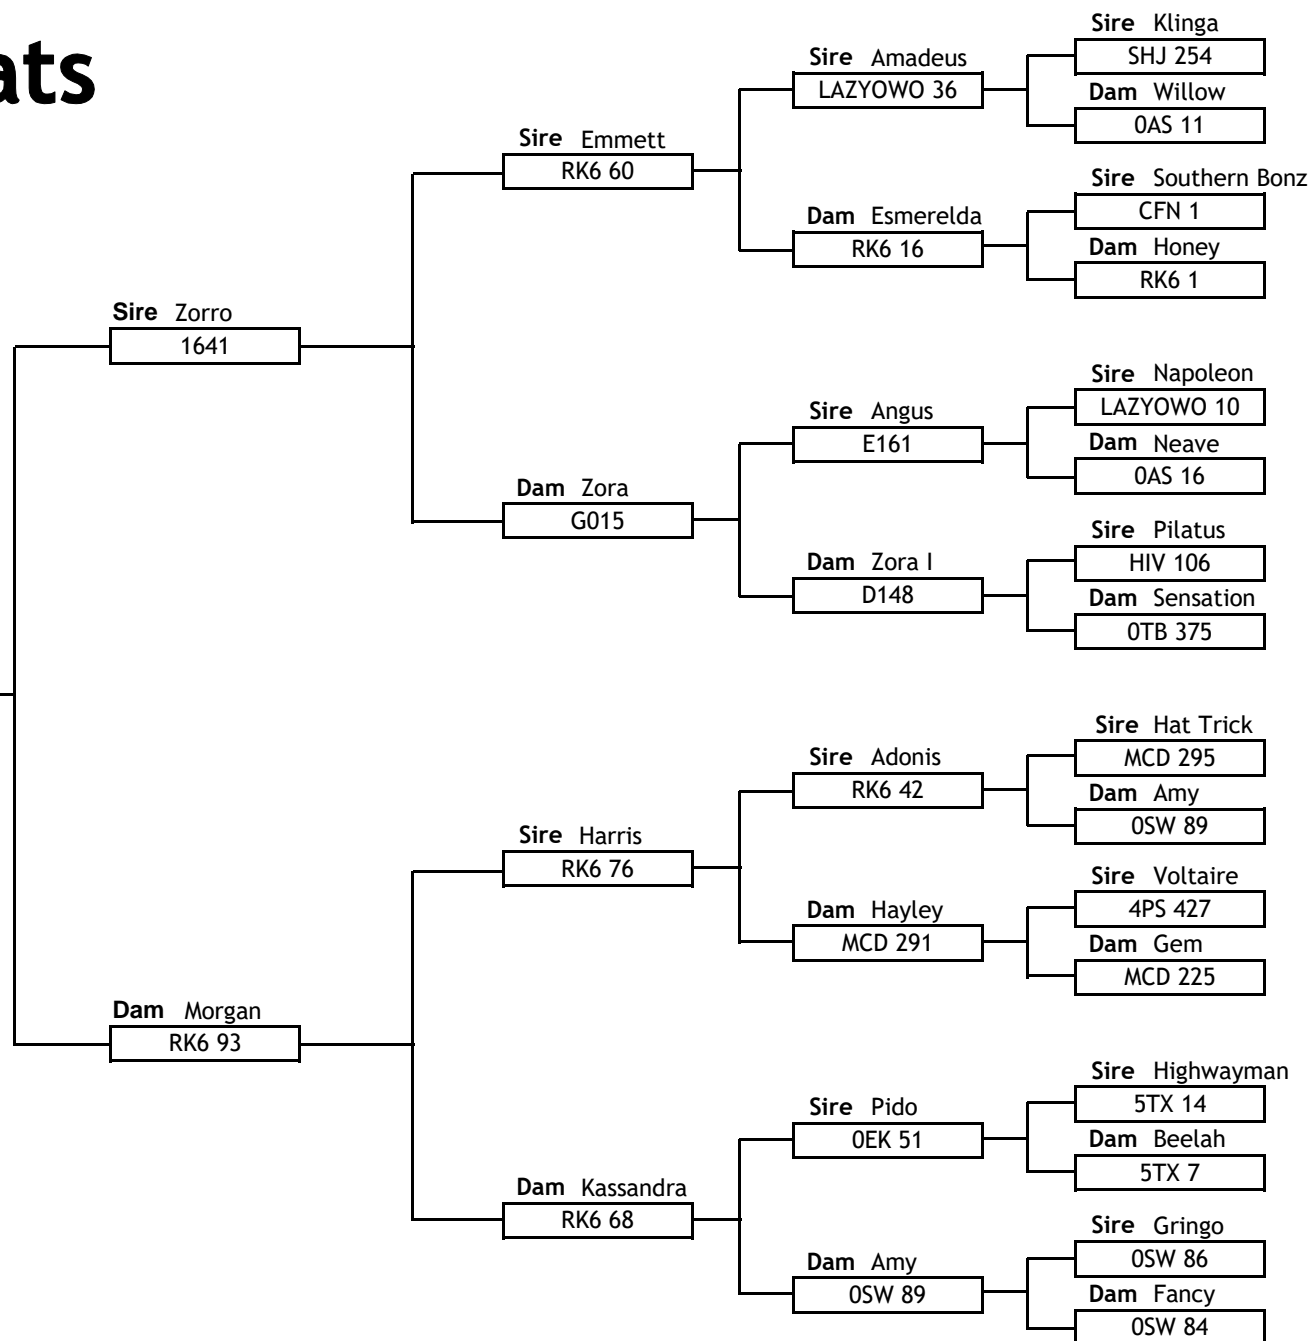 ats
Sire Klinga
SHJ 254
Sire Amadeus
LAZYOWO 36
Dam Willow
0AS 11
Sire Emmett
RK6 60
Sire Southern Bonz
CFN 1
Dam Esmerelda
RK6 16
Dam Honey
RK6 1
Sire Zorro
1641
Sire Napoleon
LAZYOWO 10
Sire Angus
E161
Dam Neave
0AS 16
Dam Zora
G015
Sire Pilatus
HIV 106
Dam Zora I
D148
Dam Sensation
0TB 375
Sire Hat Trick
MCD 295
Sire Adonis
RK6 42
Dam Amy
0SW 89
Sire Harris
RK6 76
Sire Voltaire
4PS 427
Dam Hayley
MCD 291
Dam Gem
MCD 225
Dam Morgan
RK6 93
Sire Highwayman
5TX 14
Sire Pido
0EK 51
Dam Beelah
5TX 7
Dam Kassandra
RK6 68
Sire Gringo
0SW 86
Dam Amy
0SW 89
Dam Fancy
0SW 84